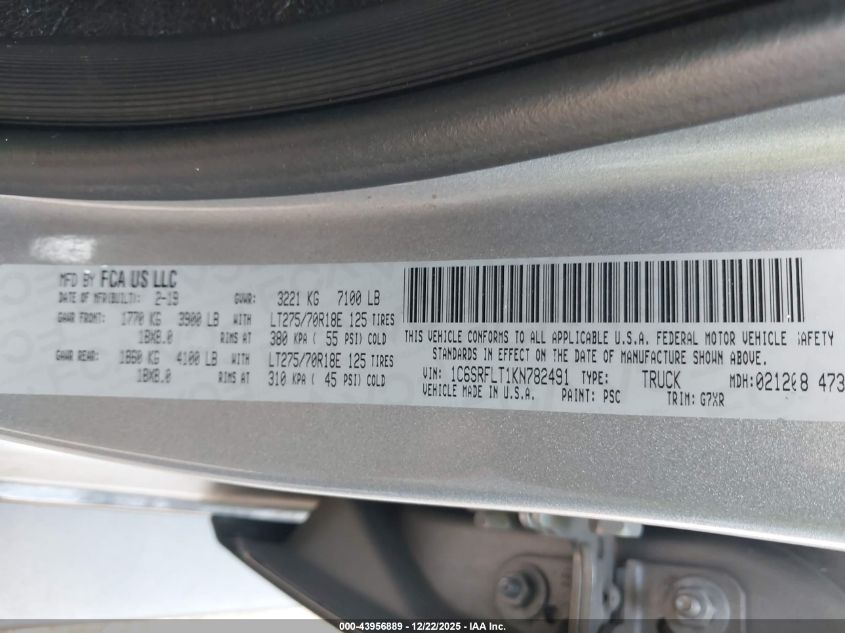 MFD BY FCA US LLC
DATE OF MFR(BUILT): 2-19 GVWR: 3221 KG 7100 LB
GAWR FRONT: 1770 KG 3900 LB WITH LT275/70R18E 125 TIRES
18X8.0 RIMS AT 380 KPA ( 55 PSI) COLD
GAWR REAR: 1860 KG 4100 LB WITH LT275/70R18E 125 TIRES
18X8.0 RIMS AT 310 KPA ( 45 PSI) COLD
THIS VEHICLE CONFORMS TO ALL APPLICABLE U.S.A. FEDERAL MOTOR VEHICLE SAFETY
STANDARDS IN EFFECT ON THE DATE OF MANUFACTURE SHOWN ABOVE.
VIN: 1C6SRFLT1KN782491 TYPE: TRUCK MDH:021208 473
VEHICLE MADE IN U.S.A. PAINT: PSC TRIM: G7XR
000-43956889 - 12/22/2025 - IAA Inc.